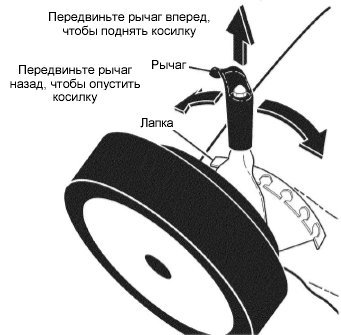 Передвиньте рычаг вперед,
чтобы поднять косилку
Рычаг
Передвиньте рычаг
назад, чтобы опустить
косилку
Лапка